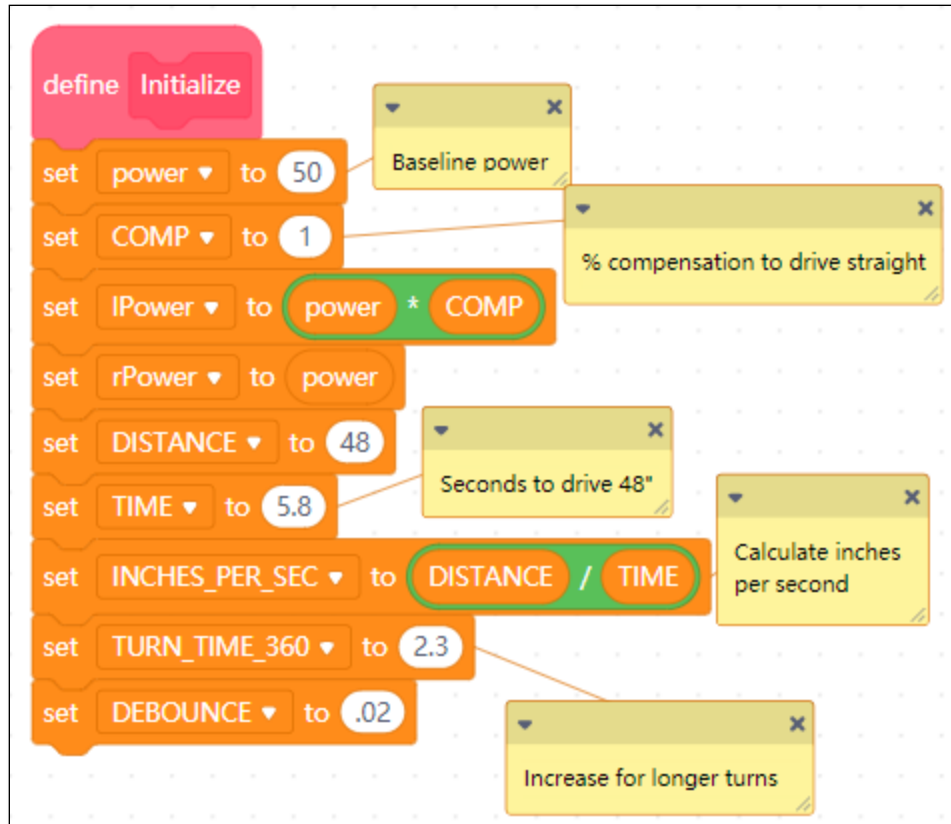 define Initialize
set power to 50
Baseline power
set COMP to 1
% compensation to drive straight
set lPower to power * COMP
set rPower to power
set DISTANCE to 48
Seconds to drive 48"
set TIME to 5.8
Calculate inches
per second
set INCHES_PER_SEC to DISTANCE / TIME
set TURN_TIME_360 to 2.3
set DEBOUNCE to .02
Increase for longer turns